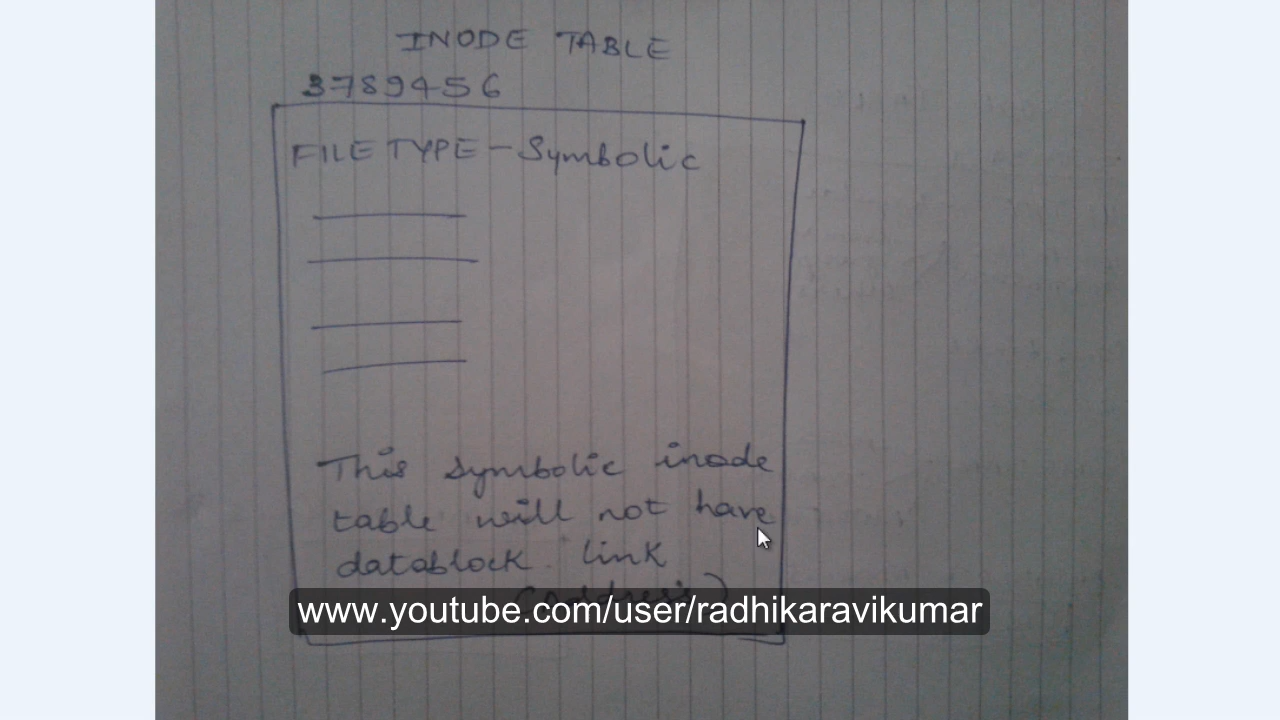 INODE TABLE
3789456
FILE TYPE - Symbolic
This symbolic inode
table will not have
datablock link
(address)
www.youtube.com/user/radhikaravikumar